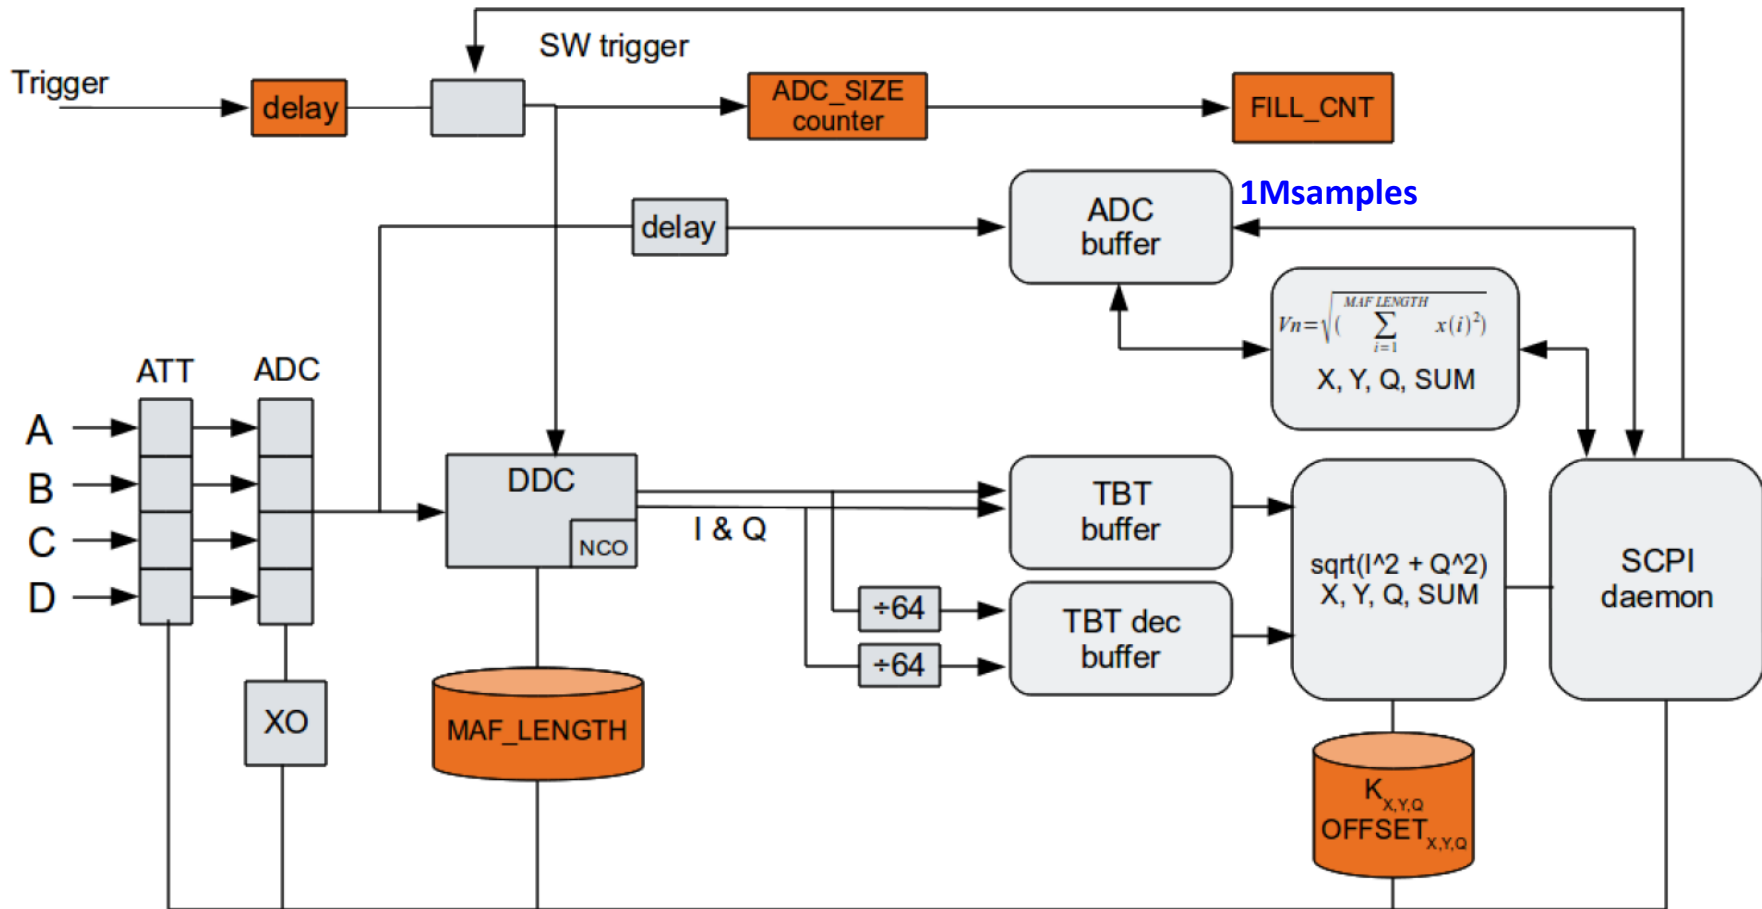 SW trigger
Trigger
delay
ADC_SIZE
counter
FILL_CNT
1Msamples
delay
ADC
buffer
MAF LENGTH
Vn=√( ∑ x(i)²)
i=1
X, Y, Q, SUM
ATT
ADC
A
B
C
D
DDC
NCO
I & Q
TBT
buffer
÷64
÷64
TBT dec
buffer
sqrt(I^2 + Q^2)
X, Y, Q, SUM
SCPI
daemon
XO
MAF_LENGTH
K X,Y,Q
OFFSET X,Y,Q